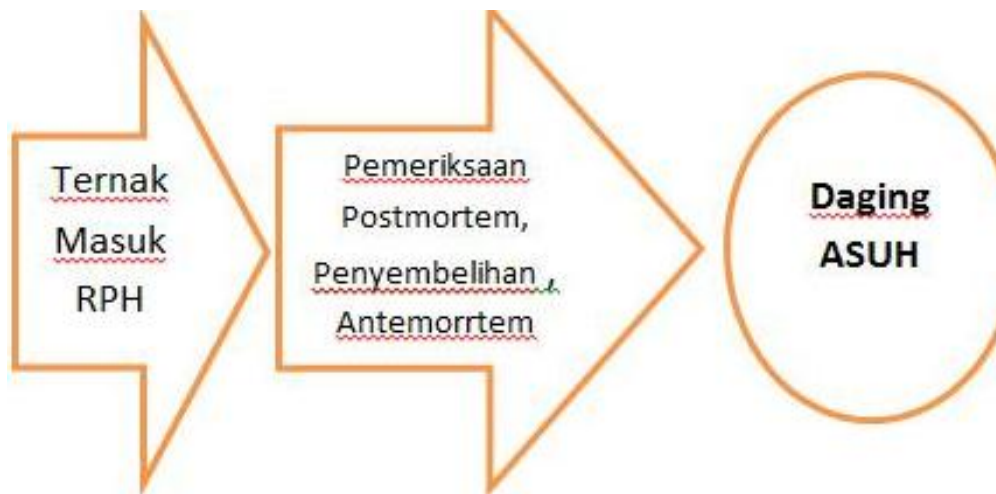 Ternak
Masuk
RPH
Pemeriksaan
Postmortem,
Penyembelihan ,
Antemorrtem
Daging
ASUH